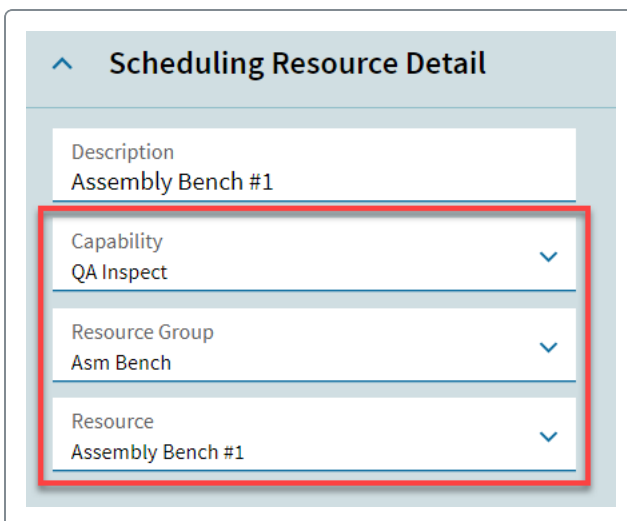 Scheduling Resource Detail
Description
Assembly Bench #1
Capability
QA Inspect
Resource Group
Asm Bench
Resource
Assembly Bench #1